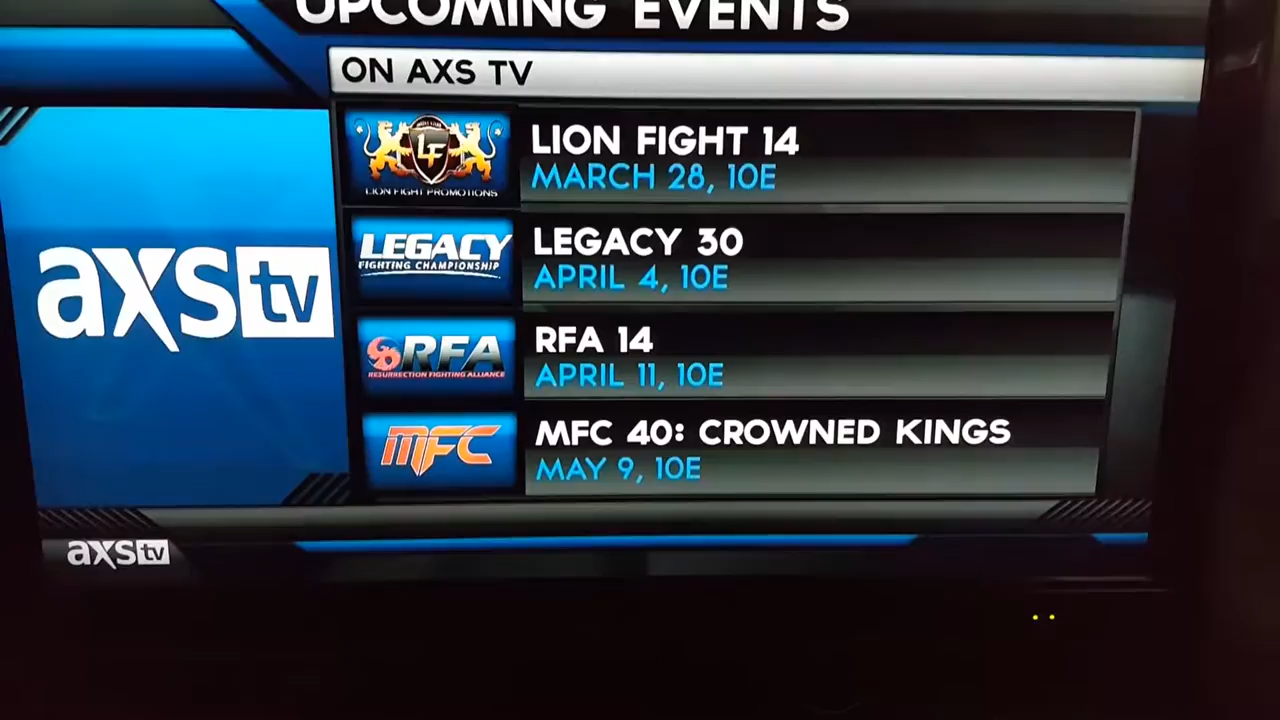 UPCOMING EVENTS
ON AXS TV
axs tv
LF
LION FIGHT PROMOTIONS
LION FIGHT 14
MARCH 28, 10E
LEGACY
FIGHTING CHAMPIONSHIP
LEGACY 30
APRIL 4, 10E
RFA
RESURRECTION FIGHTING ALLIANCE
RFA 14
APRIL 11, 10E
MFC
MFC 40: CROWNED KINGS
MAY 9, 10E
axs tv